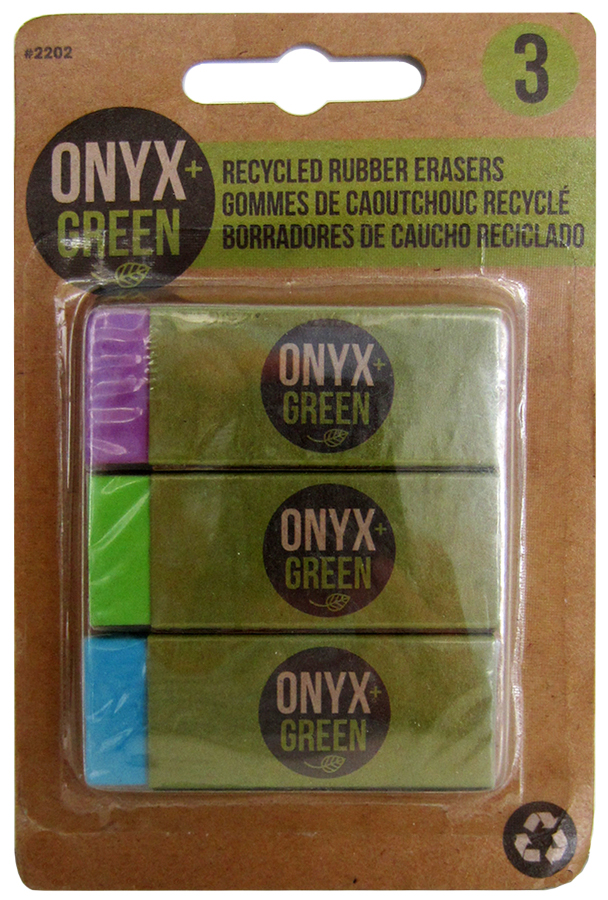 #2202
3
ONYX+
GREEN
RECYCLED RUBBER ERASERS
GOMMES DE CAOUTCHOUC RECYCLÉ
BORRADORES DE CAUCHO RECICLADO
ONYX+
GREEN
ONYX+
GREEN
ONYX+
GREEN